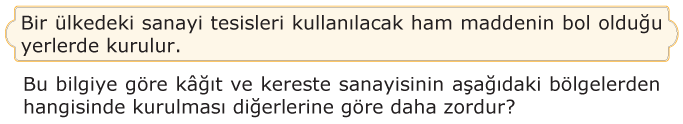 Bir ülkedeki sanayi tesisleri kullanılacak ham maddenin bol olduğu
yerlerde kurulur.
Bu bilgiye göre kâğıt ve kereste sanayisinin aşağıdaki bölgelerden
hangisinde kurulması diğerlerine göre daha zordur?